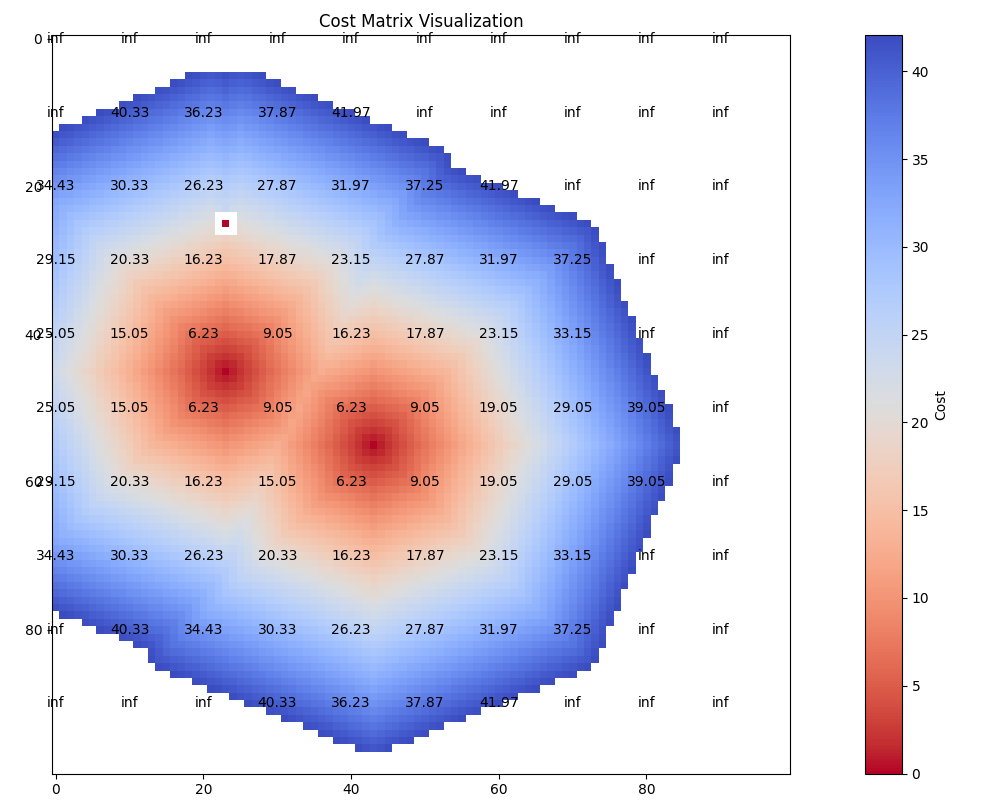 Cost Matrix Visualization
0 inf inf inf inf inf inf inf inf inf inf
inf 40.33 36.23 37.87 41.97 inf inf inf inf inf
20 34.43 30.33 26.23 27.87 31.97 37.25 41.97 inf inf inf
29.15 20.33 16.23 17.87 23.15 27.87 31.97 37.25 inf inf
40 25.05 15.05 6.23 9.05 16.23 17.87 23.15 33.15 inf inf
25.05 15.05 6.23 9.05 6.23 9.05 19.05 29.05 39.05 inf
60 29.15 20.33 16.23 15.05 6.23 9.05 19.05 29.05 39.05 inf
34.43 30.33 26.23 20.33 16.23 17.87 23.15 33.15 inf inf
80 inf 40.33 34.43 30.33 26.23 27.87 31.97 37.25 inf inf
inf inf inf 40.33 36.23 37.87 41.97 inf inf inf
0 20 40 60 80
40
35
30
25
20
15
10
5
0
Cost